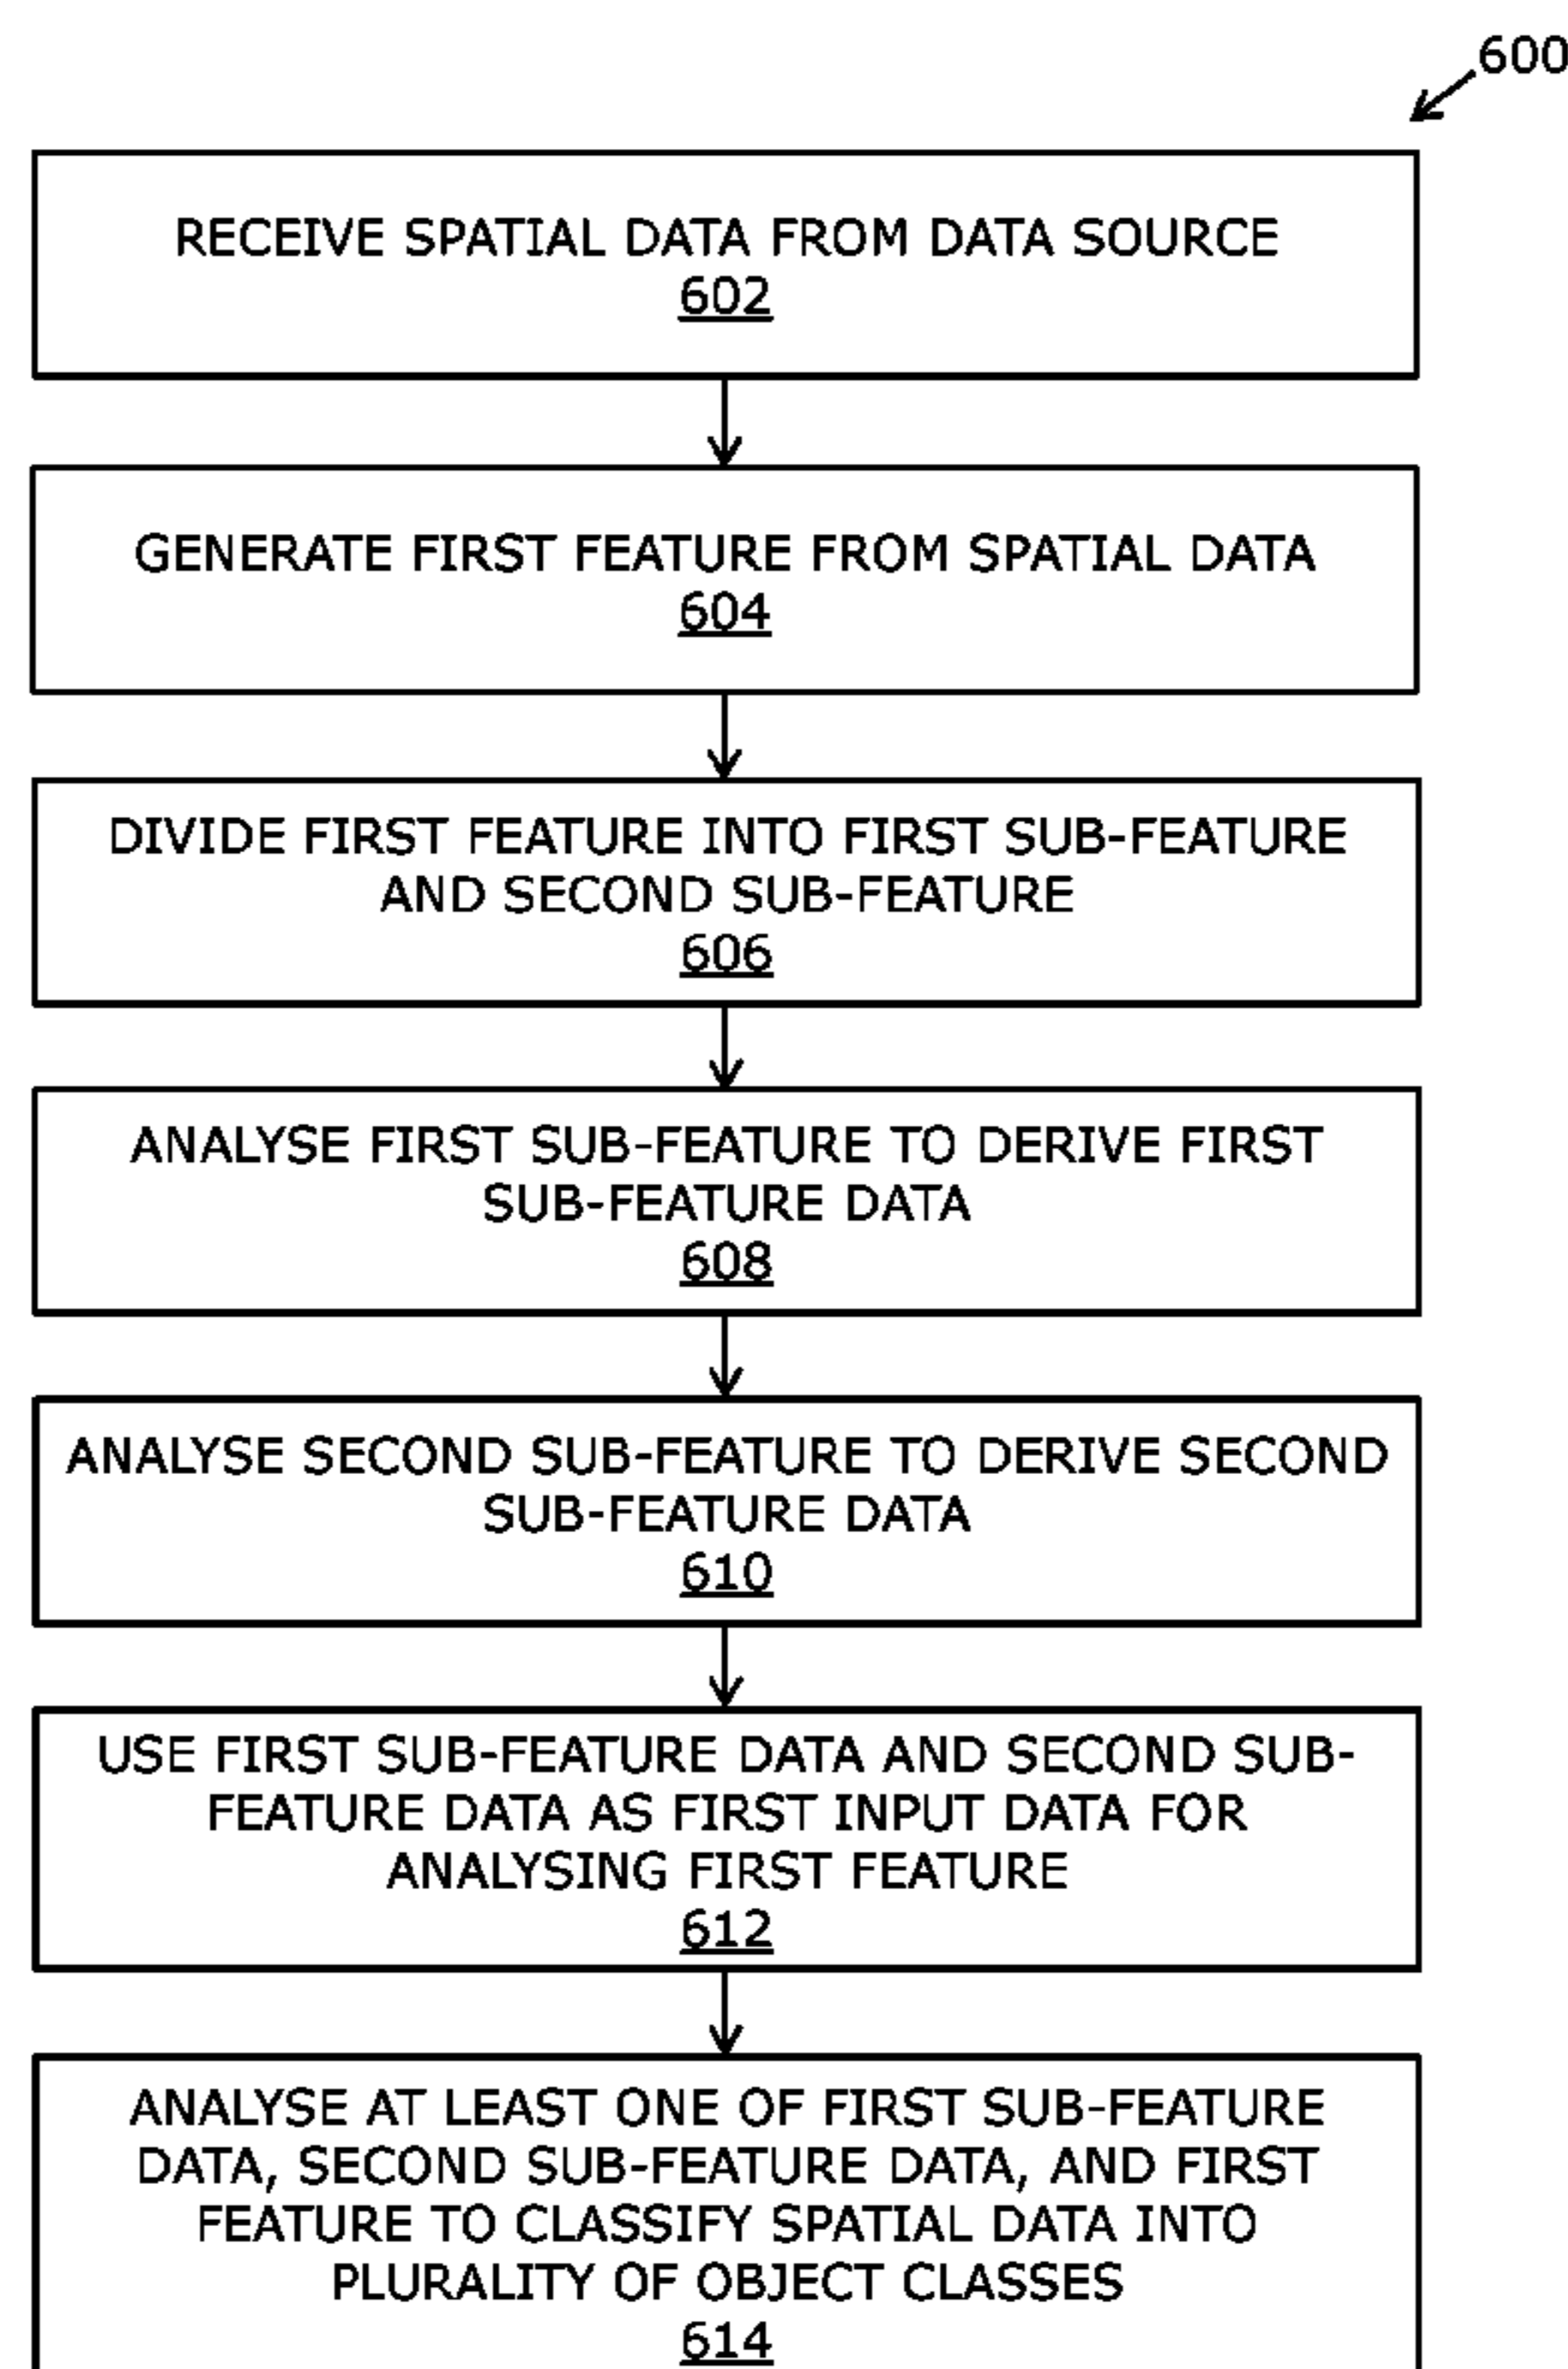 600
RECEIVE SPATIAL DATA FROM DATA SOURCE
602
GENERATE FIRST FEATURE FROM SPATIAL DATA
604
DIVIDE FIRST FEATURE INTO FIRST SUB-FEATURE
AND SECOND SUB-FEATURE
606
ANALYSE FIRST SUB-FEATURE TO DERIVE FIRST
SUB-FEATURE DATA
608
ANALYSE SECOND SUB-FEATURE TO DERIVE SECOND
SUB-FEATURE DATA
610
USE FIRST SUB-FEATURE DATA AND SECOND SUB-
FEATURE DATA AS FIRST INPUT DATA FOR
ANALYSING FIRST FEATURE
612
ANALYSE AT LEAST ONE OF FIRST SUB-FEATURE
DATA, SECOND SUB-FEATURE DATA, AND FIRST
FEATURE TO CLASSIFY SPATIAL DATA INTO
PLURALITY OF OBJECT CLASSES
614